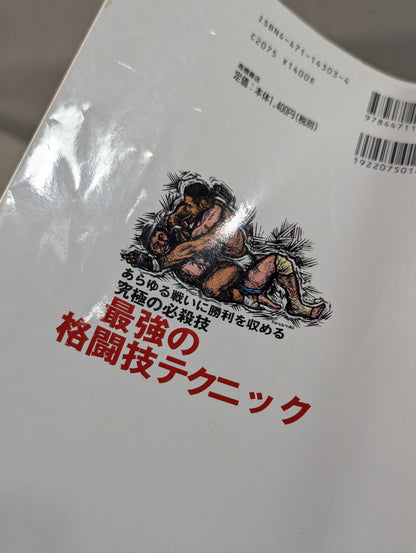 ISBN4-471-14303-4
C2075 ¥1400E
定価：本体1,400円（税別）
97844711
192207501
あらゆる戦いに勝利を収める
究極の必殺技
最強の
格闘技テクニック